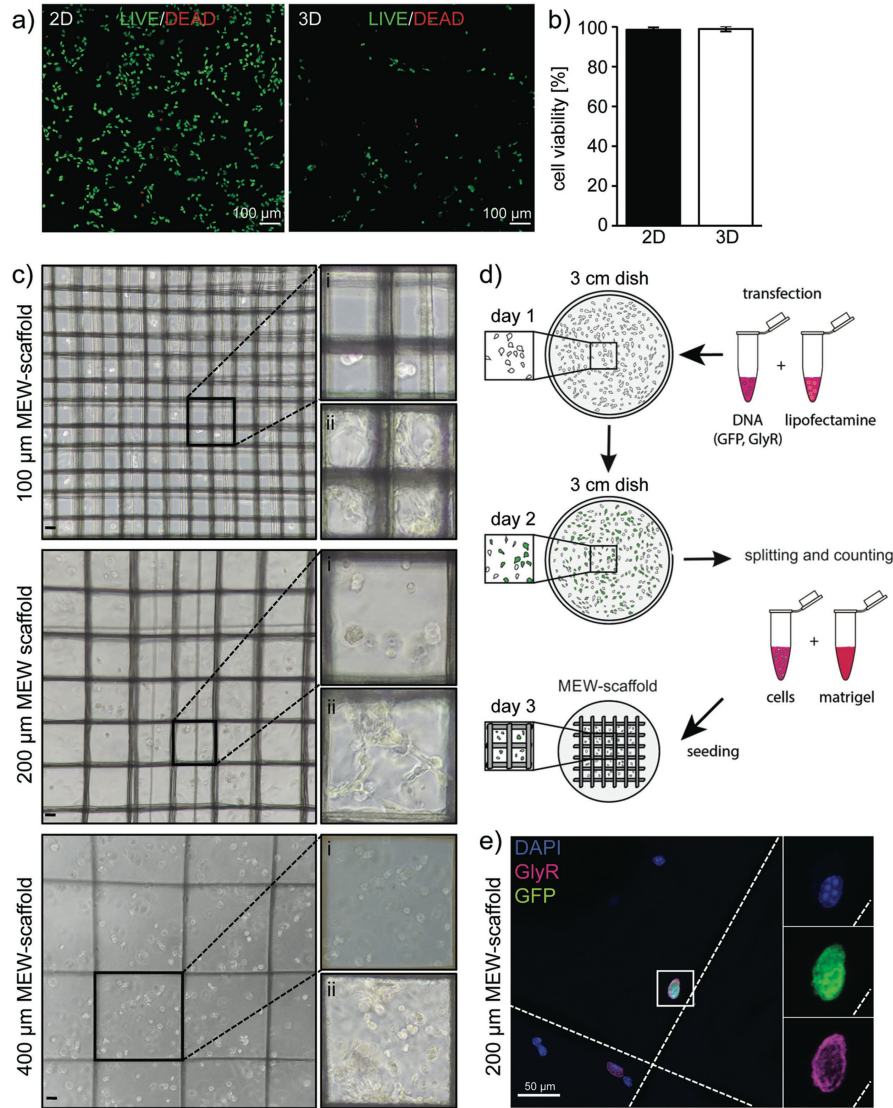 a)
2D
LIVE/DEAD
100 µm
3D
LIVE/DEAD
100 µm
b)
cell viability [%]
100
80
60
40
20
0
2D
3D
c)
100 µm MEW-scaffold
i
ii
200 µm MEW scaffold
i
ii
400 µm MEW-scaffold
i
ii
d)
3 cm dish
day 1
transfection
+
DNA
(GFP, GlyR)
lipofectamine
3 cm dish
day 2
splitting and counting
+
cells
matrigel
MEW-scaffold
day 3
seeding
e)
200 µm MEW-scaffold
DAPI
GlyR
GFP
50 µm